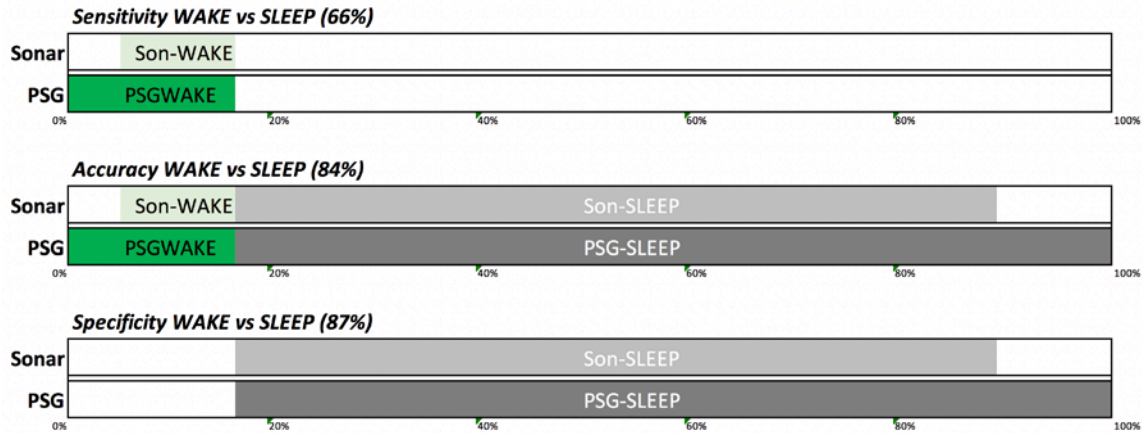 Sensitivity WAKE vs SLEEP (66%)
Sonar Son-WAKE
PSG PSGWAKE
0% 20% 40% 60% 80% 100%
Accuracy WAKE vs SLEEP (84%)
Sonar Son-WAKE Son-SLEEP
PSG PSGWAKE PSG-SLEEP
0% 20% 40% 60% 80% 100%
Specificity WAKE vs SLEEP (87%)
Sonar Son-SLEEP
PSG PSG-SLEEP
0% 20% 40% 60% 80% 100%